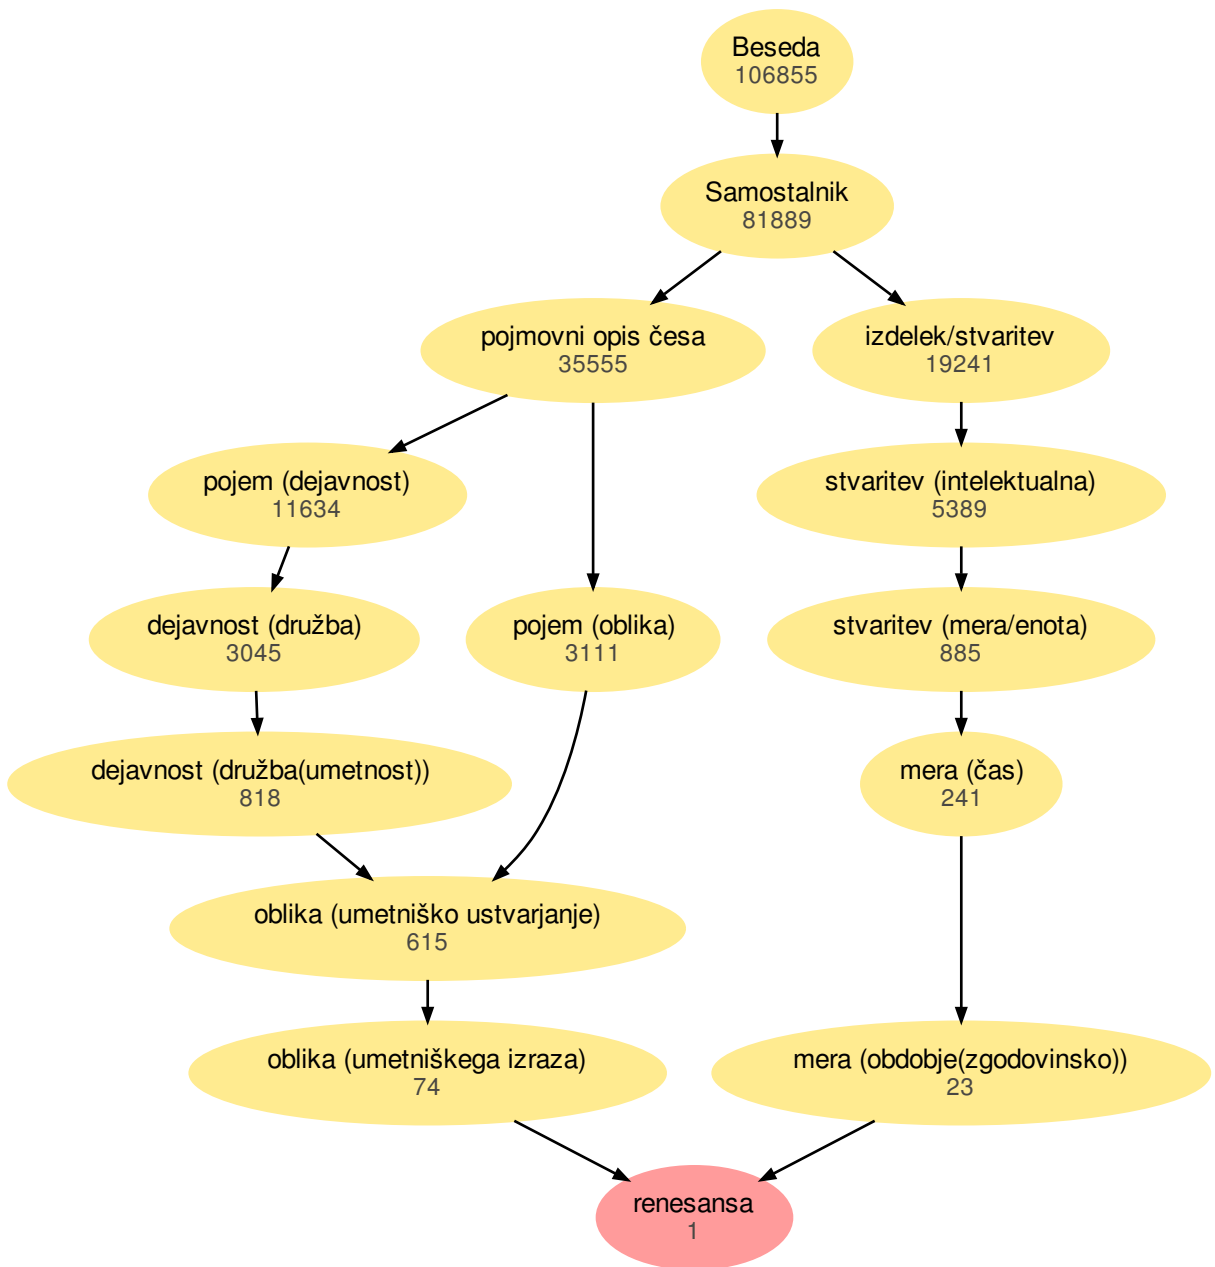 Beseda
106855
Samostalnik
81889
pojmovni opis česa
35555
izdelek/stvaritev
19241
pojem (dejavnost)
11634
stvaritev (intelektualna)
5389
dejavnost (družba)
3045
pojem (oblika)
3111
stvaritev (mera/enota)
885
dejavnost (družba(umetnost))
818
mera (čas)
241
oblika (umetniško ustvarjanje)
615
oblika (umetniškega izraza)
74
mera (obdobje(zgodovinsko))
23
renesansa
1